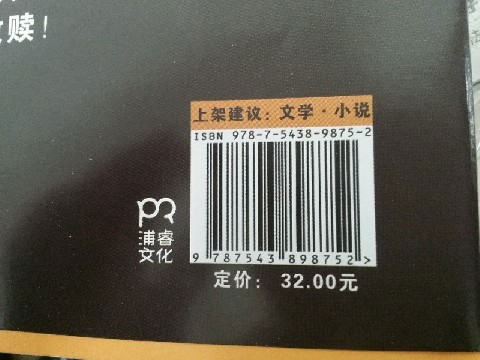 赎！
上架建议：文学·小说
ISBN 978-7-5438-9875-2
9 787543 898752 >
浦睿
文化
定价： 32.00元